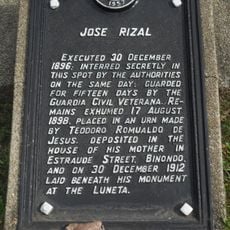 1957
JOSE RIZAL
EXECUTED 30 DECEMBER
1896; INTERRED SECRETLY IN
THIS SPOT BY THE AUTHORITIES
ON THE SAME DAY; GUARDED
FOR FIFTEEN DAYS BY THE
GUARDIA CIVIL VETERANA. RE-
MAINS EXHUMED 17 AUGUST
1898, PLACED IN AN URN MADE
BY TEODORO ROMUALDO DE
JESUS, DEPOSITED IN THE
HOUSE OF HIS MOTHER IN
ESTRAUDE STREET, BINONDO,
AND ON 30 DECEMBER 1912
LAID BENEATH HIS MONUMENT
AT THE LUNETA.